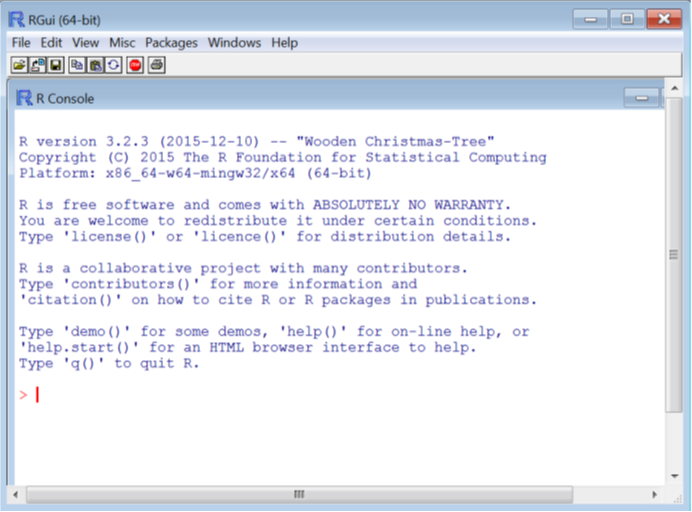 RGui (64-bit)
File Edit View Misc Packages Windows Help
STOP
R Console
R version 3.2.3 (2015-12-10) -- "Wooden Christmas-Tree"
Copyright (C) 2015 The R Foundation for Statistical Computing
Platform: x86_64-w64-mingw32/x64 (64-bit)
R is free software and comes with ABSOLUTELY NO WARRANTY.
You are welcome to redistribute it under certain conditions.
Type 'license()' or 'licence()' for distribution details.
R is a collaborative project with many contributors.
Type 'contributors()' for more information and
'citation()' on how to cite R or R packages in publications.
Type 'demo()' for some demos, 'help()' for on-line help, or
'help.start()' for an HTML browser interface to help.
Type 'q()' to quit R.
>